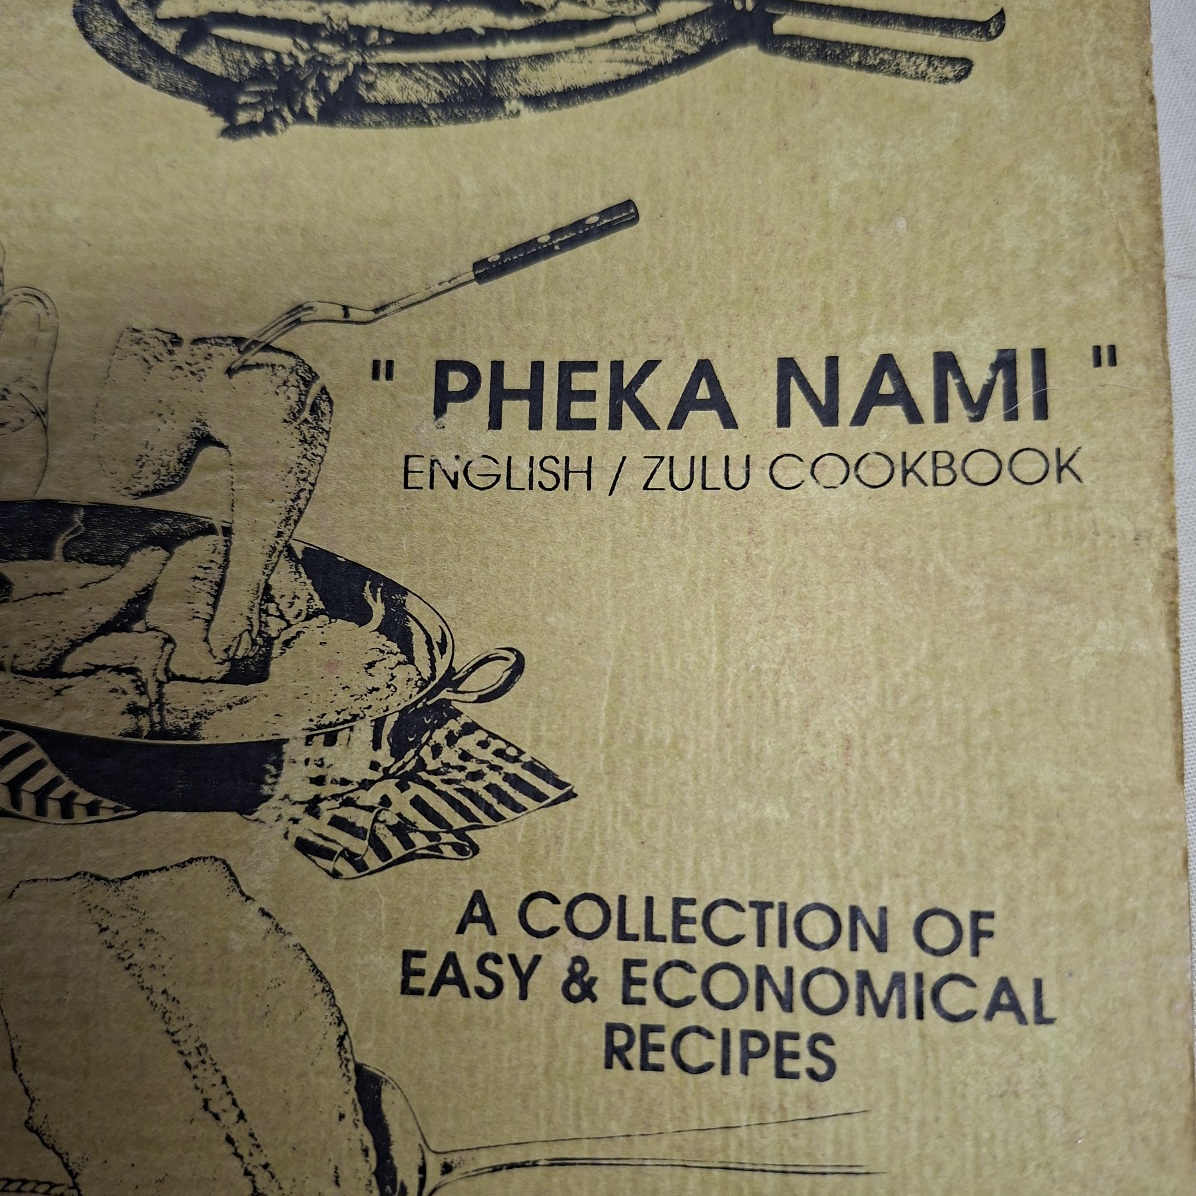 " PHEKA NAMI "
ENGLISH / ZULU COOKBOOK
A COLLECTION OF
EASY & ECONOMICAL
RECIPES